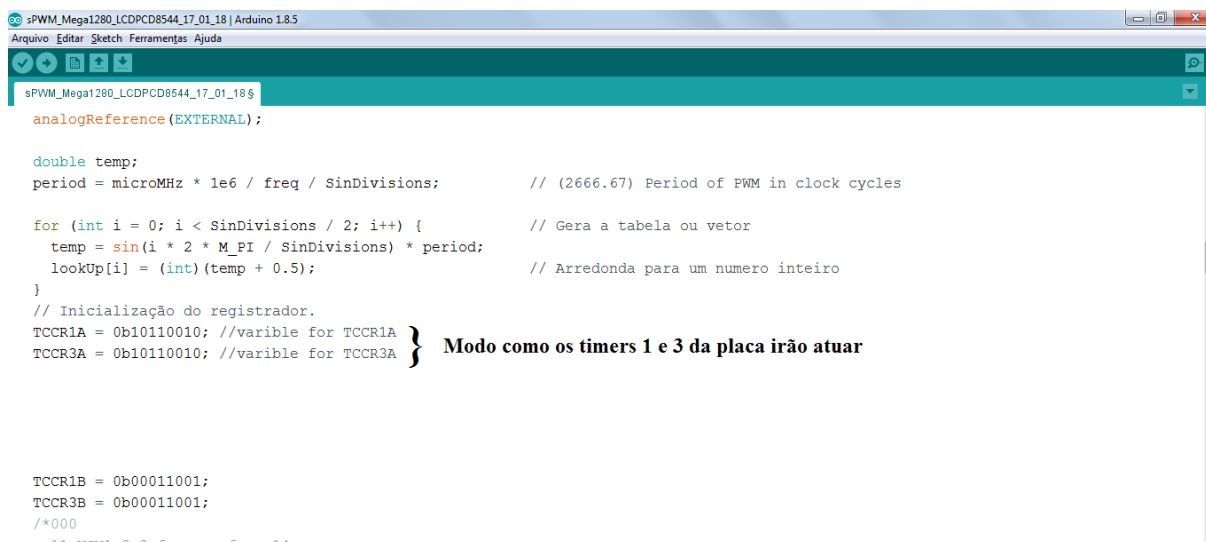 sPWM_Mega1280_LCDPCD8544_17_01_18 | Arduino 1.8.5
Arquivo Editar Sketch Ferramentas Ajuda
sPWM_Mega1280_LCDPCD8544_17_01_18 §
analogReference(EXTERNAL);
double temp;
period = microMHz * 1e6 / freq / SinDivisions; // (2666.67) Period of PWM in clock cycles
for (int i = 0; i < SinDivisions / 2; i++) { // Gera a tabela ou vetor
temp = sin(i * 2 * M_PI / SinDivisions) * period;
lookUp[i] = (int)(temp + 0.5); // Arredonda para um numero inteiro
}
// Inicialização do registrador.
TCCR1A = 0b10110010; //varible for TCCR1A
TCCR3A = 0b10110010; //varible for TCCR3A } Modo como os timers 1 e 3 da placa irão atuar
TCCR1B = 0b00011001;
TCCR3B = 0b00011001;
/*000